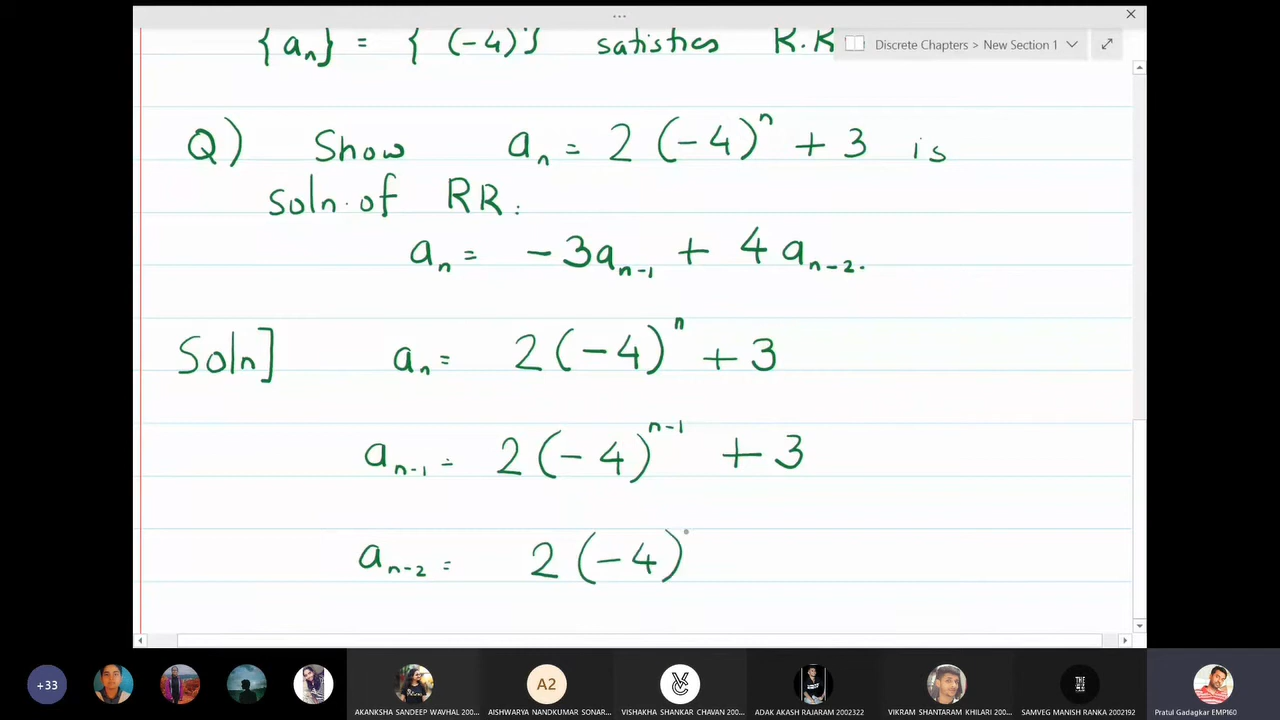 {aₙ} = { (-4)ⁿ} satisfies R.R
Discrete Chapters > New Section 1
Q) Show aₙ = 2 (-4)ⁿ + 3 is
soln. of RR :
aₙ = -3aₙ₋₁ + 4 aₙ₋₂.
Soln] aₙ = 2 (-4)ⁿ + 3
aₙ₋₁ = 2 (-4)ⁿ⁻¹ + 3
aₙ₋₂ = 2 (-4)
+33
A2
AKANKSHA SANDEEP WAVHAL 200...
AISHWARYA NANDKUMAR SONAR...
VISHAKHA SHANKAR CHAVAN 200...
ADAK AKASH RAJARAM 2002322
VIKRAM SHANTARAM KHILARI 200...
SAMVEG MANISH RANKA 2002192
Pratul Gadagkar EMP160